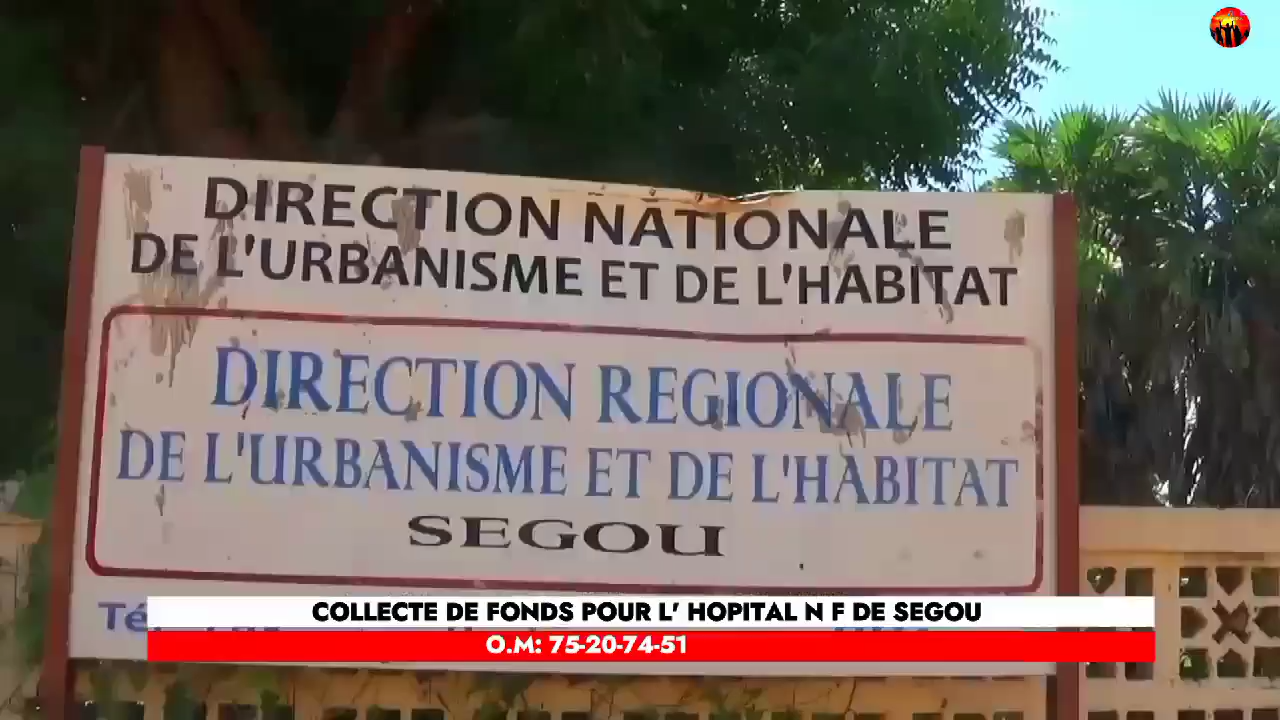 DIRECTION NATIONALE
DE L'URBANISME ET DE L'HABITAT
DIRECTION REGIONALE
DE L'URBANISME ET DE L'HABITAT
SEGOU
COLLECTE DE FONDS POUR L' HOPITAL N F DE SEGOU
O.M: 75-20-74-51